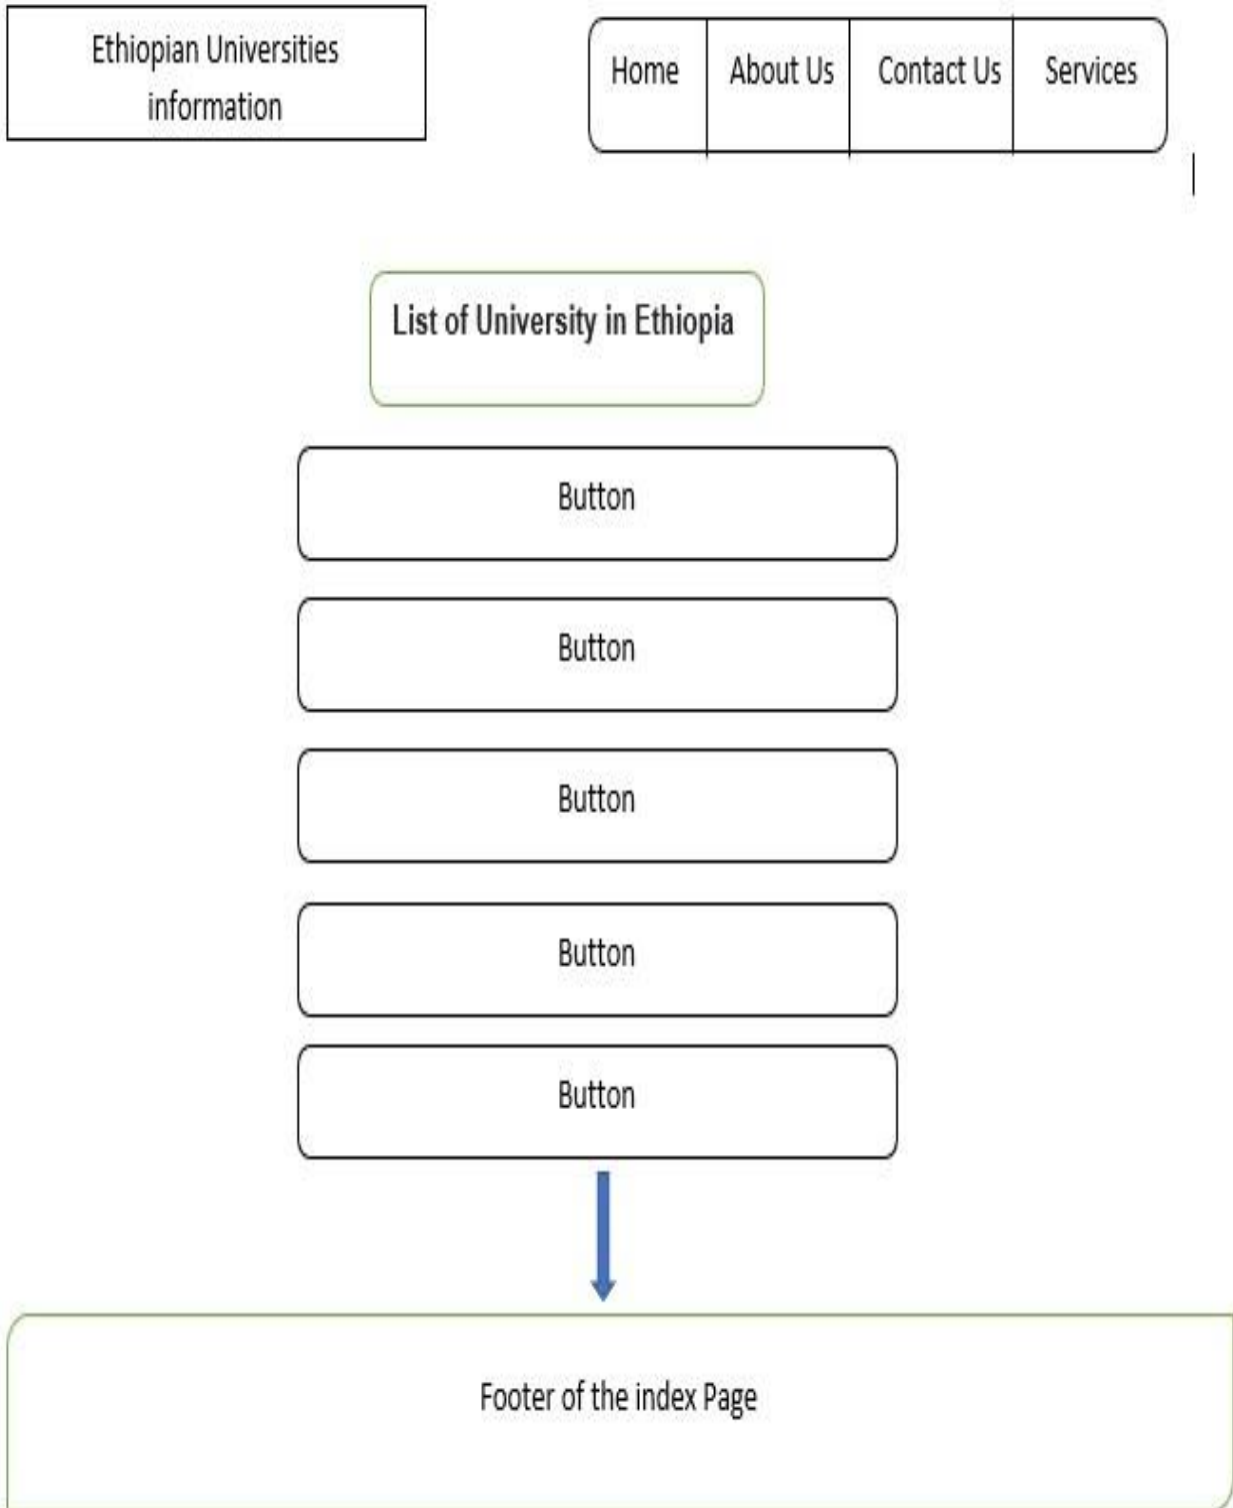 Ethiopian Universities
information
Home
About Us
Contact Us
Services
List of University in Ethiopia
Button
Button
Button
Button
Button
Footer of the index Page